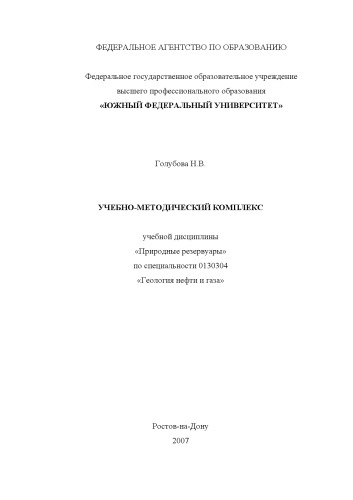 ФЕДЕРАЛЬНОЕ АГЕНТСТВО ПО ОБРАЗОВАНИЮ
Федеральное государственное образовательное учреждение
высшего профессионального образования
«ЮЖНЫЙ ФЕДЕРАЛЬНЫЙ УНИВЕРСИТЕТ»
Голубова Н.В.
УЧЕБНО-МЕТОДИЧЕСКИЙ КОМПЛЕКС
учебной дисциплины
«Природные резервуары»
по специальности 0130304
«Геология нефти и газа»
Ростов-на-Дону
2007